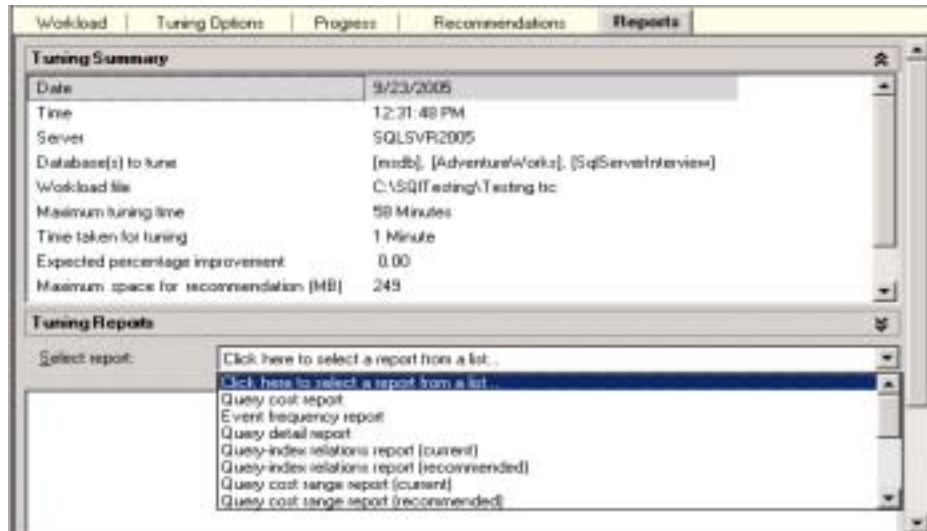 Workload Tuning Options Progress Recommendations Reports
Tuning Summary
Date 9/23/2005
Time 12:31:48 PM
Server SQLSVR2005
Database(s) to tune [msdb], [AdventureWorks], [SqlServerInterview]
Workload file C:\SQlTesting\Testing.trc
Maximum tuning time 58 Minutes
Time taken for tuning 1 Minute
Expected percentage improvement 0.00
Maximum space for recommendation (MB) 249
Tuning Reports
Select report: Click here to select a report from a list...
Click here to select a report from a list...
Query cost report
Event frequency report
Query detail report
Query-index relations report (current)
Query-index relations report (recommended)
Query cost range report (current)
Query cost range report (recommended)